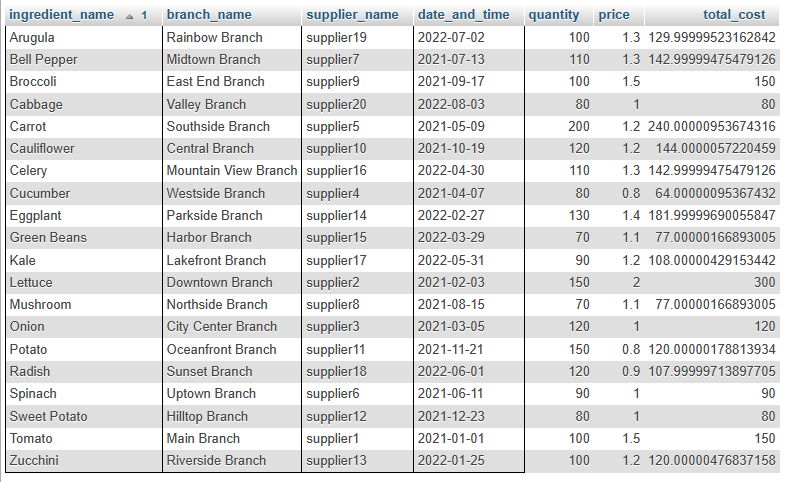 ingredient_name 1 branch_name supplier_name date_and_time quantity price total_cost
Arugula Rainbow Branch supplier19 2022-07-02 100 1.3 129.99999523162842
Bell Pepper Midtown Branch supplier7 2021-07-13 110 1.3 142.99999475479126
Broccoli East End Branch supplier9 2021-09-17 100 1.5 150
Cabbage Valley Branch supplier20 2022-08-03 80 1 80
Carrot Southside Branch supplier5 2021-05-09 200 1.2 240.00000953674316
Cauliflower Central Branch supplier10 2021-10-19 120 1.2 144.0000057220459
Celery Mountain View Branch supplier16 2022-04-30 110 1.3 142.99999475479126
Cucumber Westside Branch supplier4 2021-04-07 80 0.8 64.00000095367432
Eggplant Parkside Branch supplier14 2022-02-27 130 1.4 181.99999690055847
Green Beans Harbor Branch supplier15 2022-03-29 70 1.1 77.00000166893005
Kale Lakefront Branch supplier17 2022-05-31 90 1.2 108.00000429153442
Lettuce Downtown Branch supplier2 2021-02-03 150 2 300
Mushroom Northside Branch supplier8 2021-08-15 70 1.1 77.00000166893005
Onion City Center Branch supplier3 2021-03-05 120 1 120
Potato Oceanfront Branch supplier11 2021-11-21 150 0.8 120.00000178813934
Radish Sunset Branch supplier18 2022-06-01 120 0.9 107.99999713897705
Spinach Uptown Branch supplier6 2021-06-11 90 1 90
Sweet Potato Hilltop Branch supplier12 2021-12-23 80 1 80
Tomato Main Branch supplier1 2021-01-01 100 1.5 150
Zucchini Riverside Branch supplier13 2022-01-25 100 1.2 120.00000476837158